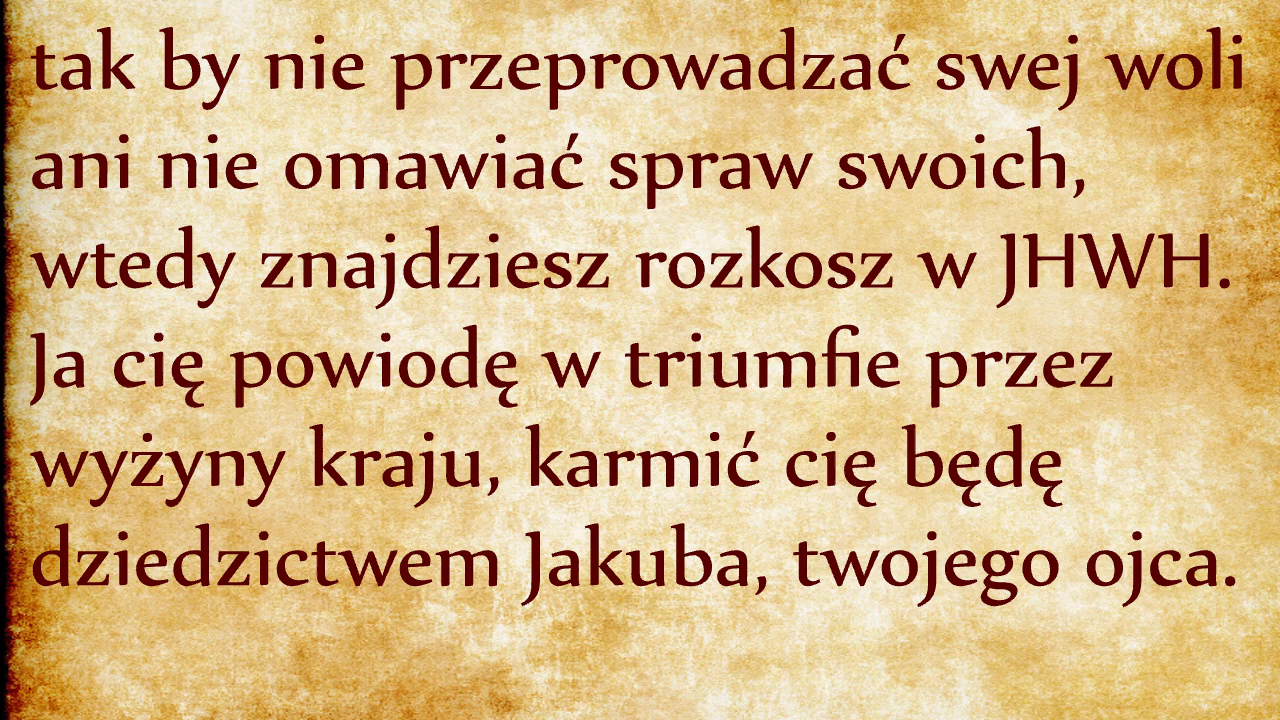 tak by nie przeprowadzać swej woli
ani nie omawiać spraw swoich,
wtedy znajdziesz rozkosz w JHWH.
Ja cię powiodę w triumfie przez
wyżyny kraju, karmić cię będę
dziedzictwem Jakuba, twojego ojca.